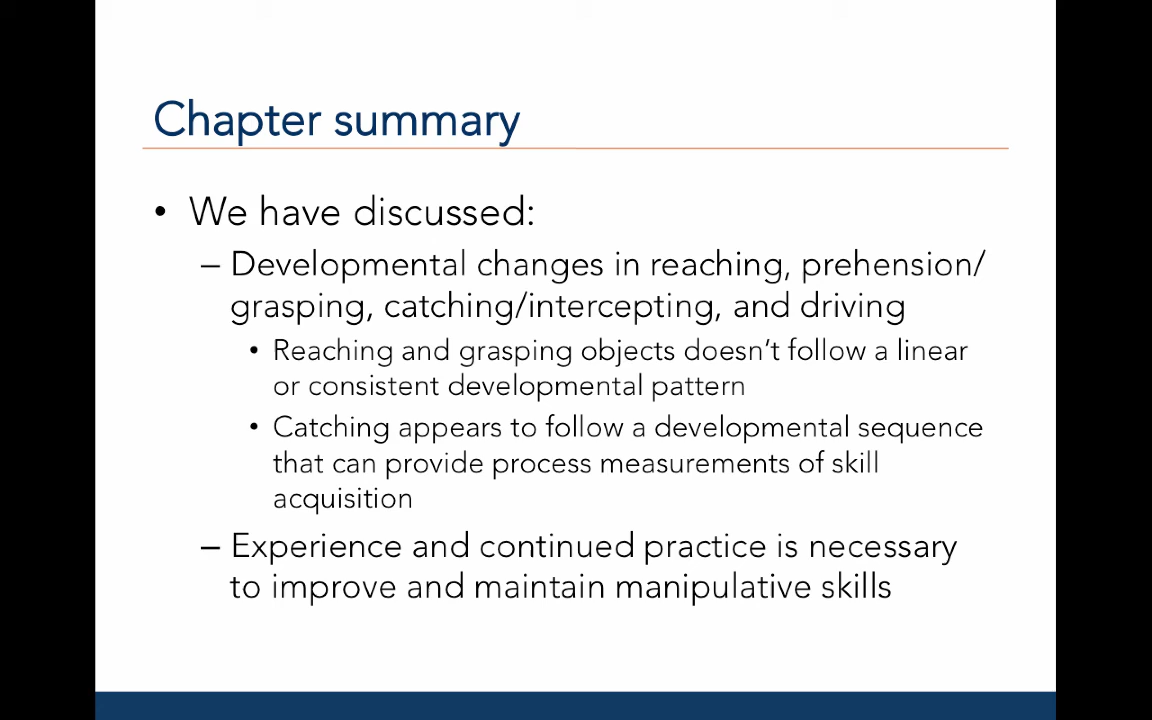 Chapter summary
• We have discussed:
– Developmental changes in reaching, prehension/
grasping, catching/intercepting, and driving
• Reaching and grasping objects doesn't follow a linear
or consistent developmental pattern
• Catching appears to follow a developmental sequence
that can provide process measurements of skill
acquisition
– Experience and continued practice is necessary
to improve and maintain manipulative skills